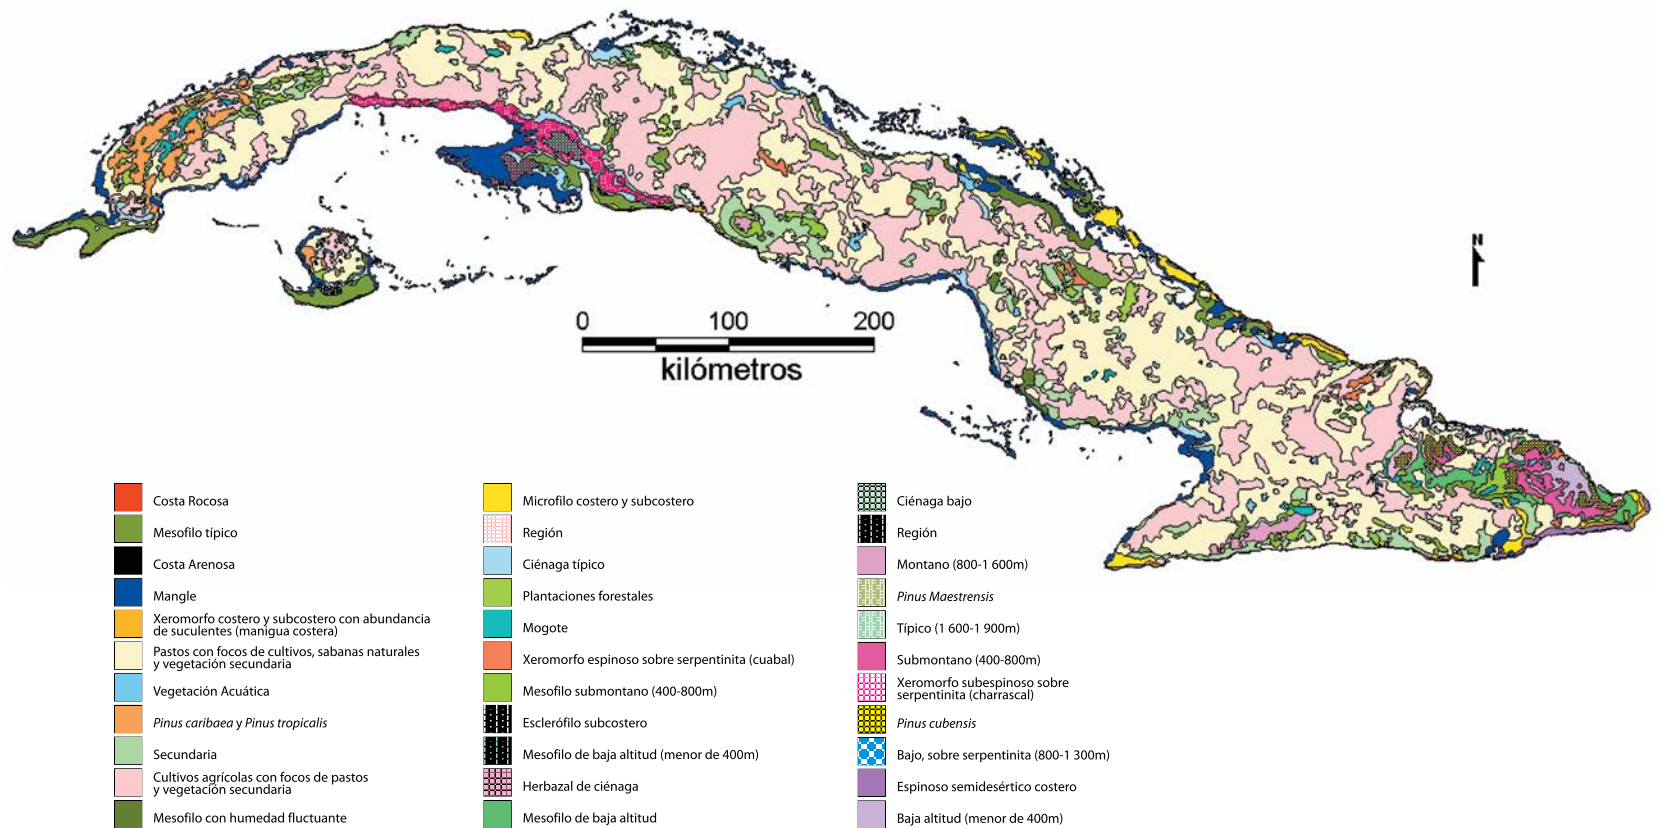 N
0 100 200
kilómetros
Costa Rocosa
Mesofilo típico
Costa Arenosa
Mangle
Xeromorfo costero y subcostero con abundancia
de suculentes (manigua costera)
Pastos con focos de cultivos, sabanas naturales
y vegetación secundaria
Vegetación Acuática
Pinus caribaea y Pinus tropicalis
Secundaria
Cultivos agrícolas con focos de pastos
y vegetación secundaria
Mesofilo con humedad fluctuante
Microfilo costero y subcostero
Región
Ciénaga típico
Plantaciones forestales
Mogote
Xeromorfo espinoso sobre serpentinita (cuabal)
Mesofilo submontano (400-800m)
Esclerófilo subcostero
Mesofilo de baja altitud (menor de 400m)
Herbazal de ciénaga
Mesofilo de baja altitud
Ciénaga bajo
Región
Montano (800-1 600m)
Pinus Maestrensis
Típico (1 600-1 900m)
Submontano (400-800m)
Xeromorfo subespinoso sobre
serpentinita (charrascal)
Pinus cubensis
Bajo, sobre serpentinita (800-1 300m)
Espinoso semidesértico costero
Baja altitud (menor de 400m)